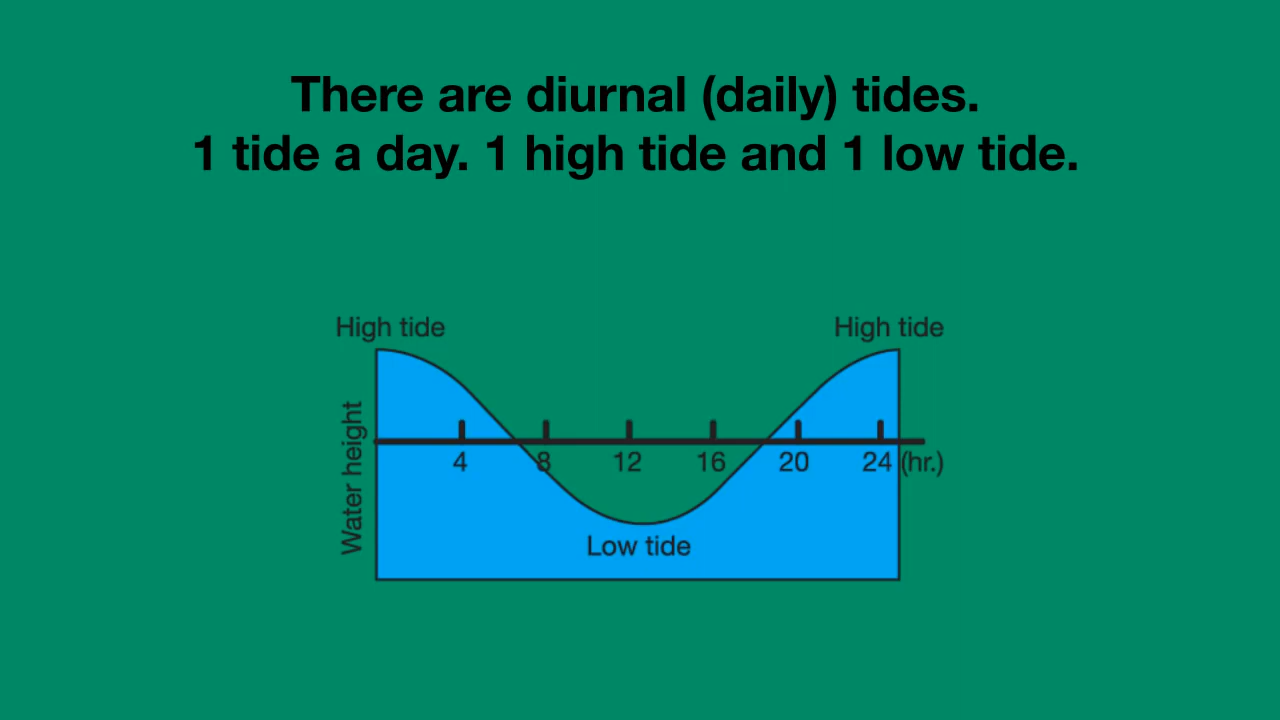 There are diurnal (daily) tides.
1 tide a day. 1 high tide and 1 low tide.
High tide
High tide
Water height
4
8
12
16
20
24 (hr.)
Low tide